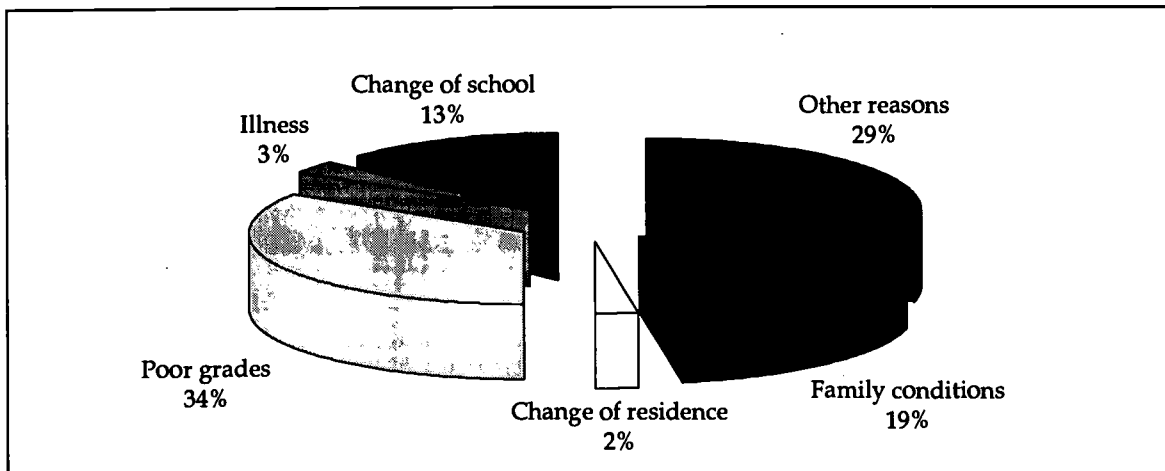 Change of school
13%
Other reasons
29%
Illness
3%
Poor grades
34%
Change of residence
2%
Family conditions
19%